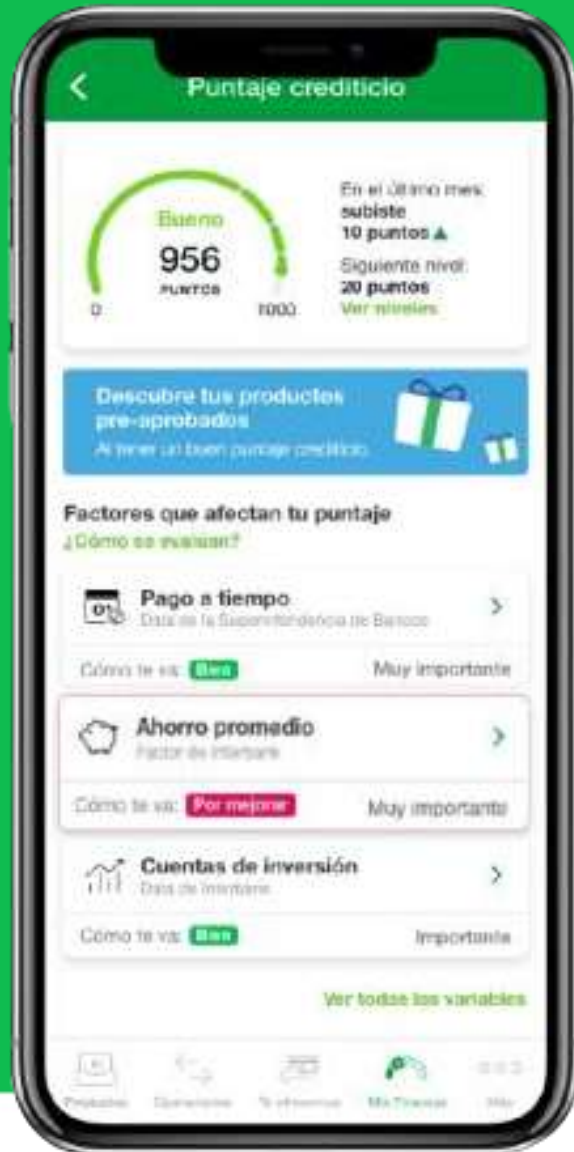 Puntaje crediticio
Bueno
956
PUNTOS
0
1000
En el último mes:
subiste
10 puntos ▲
Siguiente nivel:
20 puntos
Ver niveles
Descubre tus productos
pre-aprobados
Al tener un buen puntaje crediticio
Factores que afectan tu puntaje
¿Cómo se evalúan?
Pago a tiempo
Data de la Superintendencia de Bancos
Cómo te va: Bien
Muy importante
Ahorro promedio
Factor de Interbank
Cómo te va: Por mejorar
Muy importante
Cuentas de inversión
Data de Interbank
Cómo te va: Bien
Importante
Ver todas las variables
Productos
Operaciones
Mis Finanzas
Más